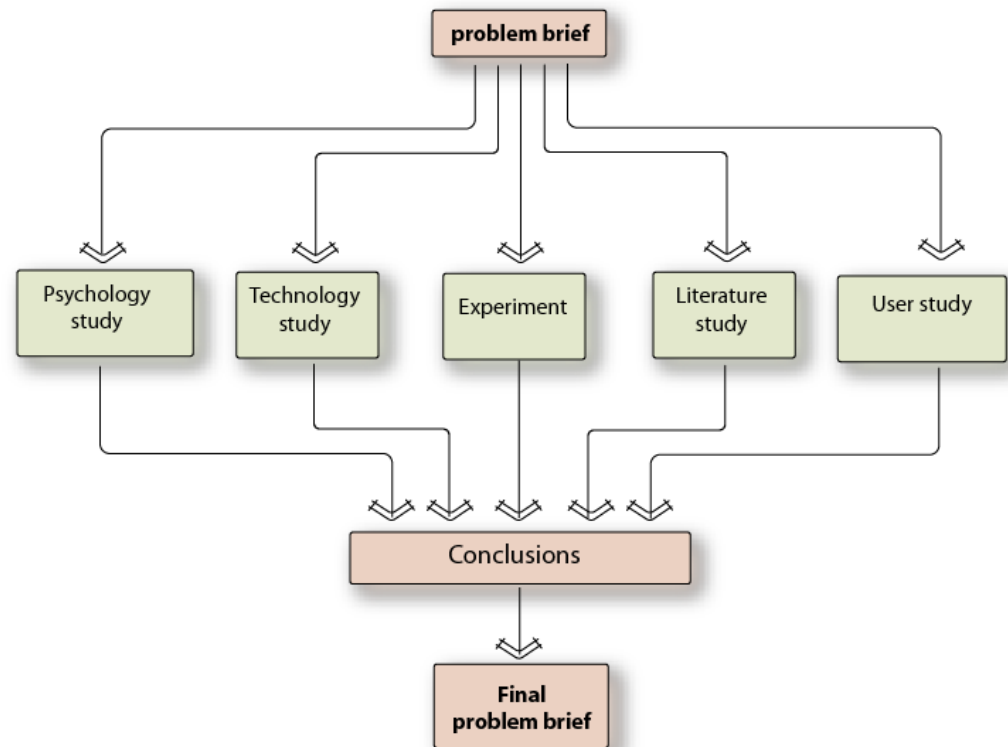 problem brief
Psychology
study
Technology
study
Experiment
Literature
study
User study
Conclusions
Final
problem brief